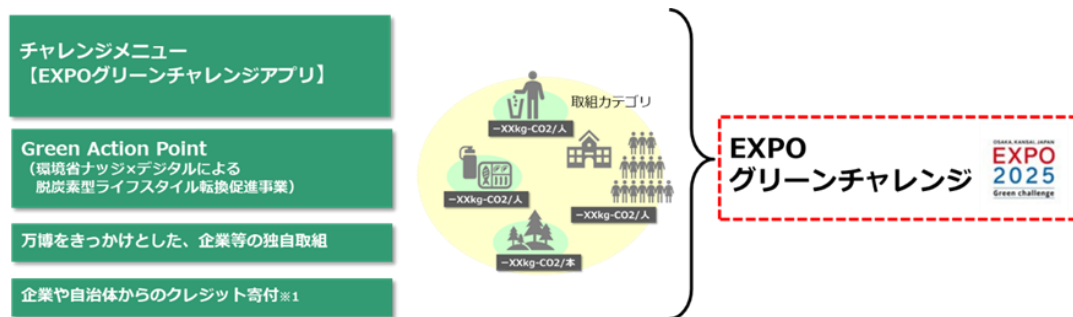 チャレンジメニュー
【EXPOグリーンチャレンジアプリ】
Green Action Point
(環境省ナッジ×デジタルによる
脱炭素型ライフスタイル転換促進事業)
万博をきっかけとした、企業等の独自取組
企業や自治体からのクレジット寄付※1
取組カテゴリ
−XXkg-CO2/人
−XXkg-CO2/人
−XXkg-CO2/人
−XXkg-CO2/本
EXPO
グリーンチャレンジ
OSAKA, KANSAI, JAPAN
EXPO
2025
Green challenge